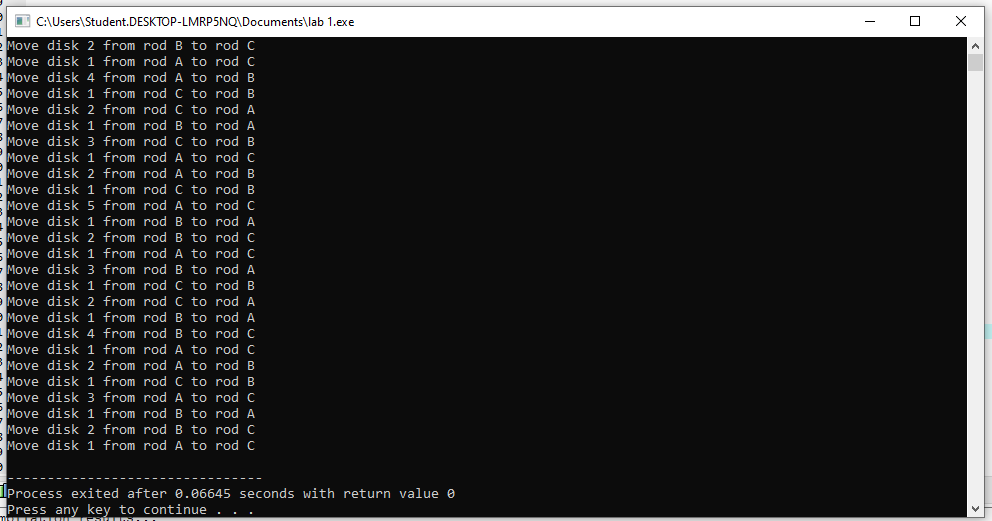 C:\Users\Student.DESKTOP-LMRP5NQ\Documents\lab 1.exe
Move disk 2 from rod B to rod C
Move disk 1 from rod A to rod C
Move disk 4 from rod A to rod B
Move disk 1 from rod C to rod B
Move disk 2 from rod C to rod A
Move disk 1 from rod B to rod A
Move disk 3 from rod C to rod B
Move disk 1 from rod A to rod C
Move disk 2 from rod A to rod B
Move disk 1 from rod C to rod B
Move disk 5 from rod A to rod C
Move disk 1 from rod B to rod A
Move disk 2 from rod B to rod C
Move disk 1 from rod A to rod C
Move disk 3 from rod B to rod A
Move disk 1 from rod C to rod B
Move disk 2 from rod C to rod A
Move disk 1 from rod B to rod A
Move disk 4 from rod B to rod C
Move disk 1 from rod A to rod C
Move disk 2 from rod A to rod B
Move disk 1 from rod C to rod B
Move disk 3 from rod A to rod C
Move disk 1 from rod B to rod A
Move disk 2 from rod B to rod C
Move disk 1 from rod A to rod C
--------------------------------
Process exited after 0.06645 seconds with return value 0
Press any key to continue . . .